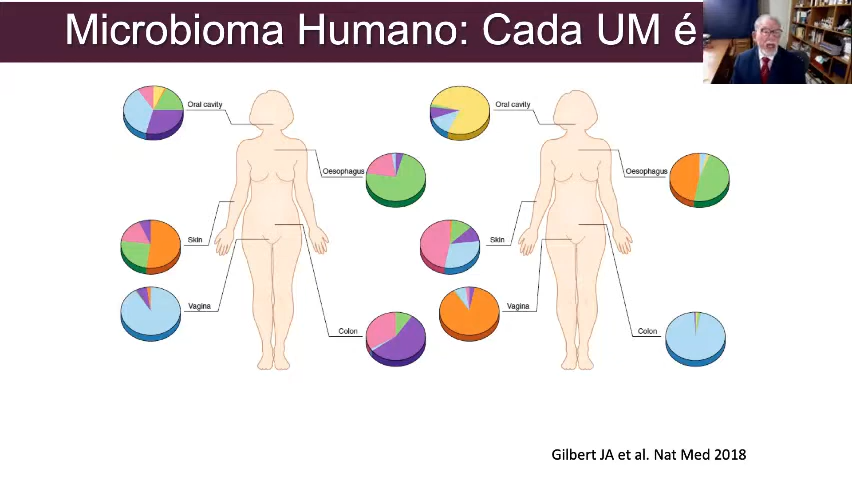 Microbioma Humano: Cada UM é
Oral cavity
Oesophagus
Skin
Vagina
Colon
Oral cavity
Oesophagus
Skin
Vagina
Colon
Gilbert JA et al. Nat Med 2018